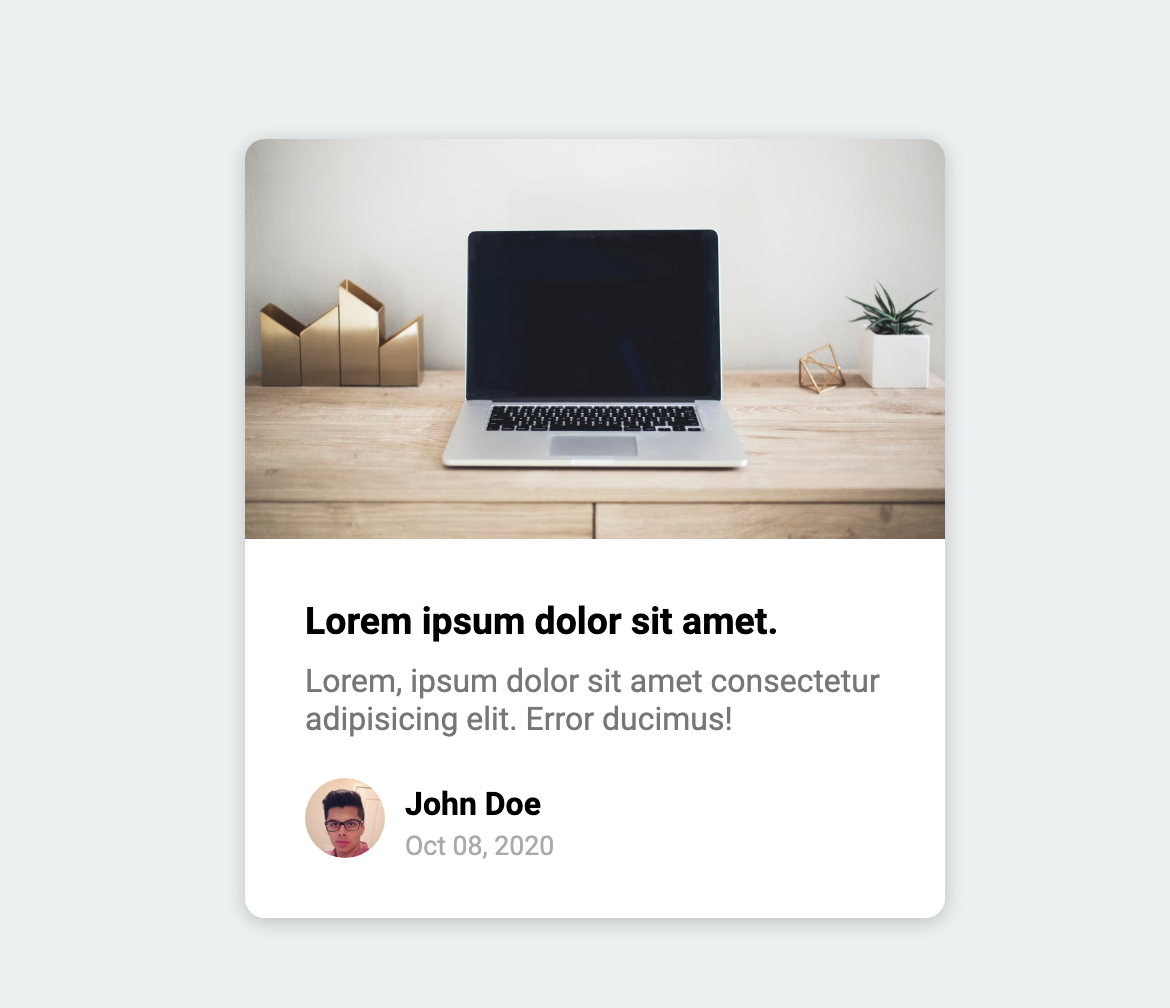 Lorem ipsum dolor sit amet.
Lorem, ipsum dolor sit amet consectetur
adipisicing elit. Error ducimus!
John Doe
Oct 08, 2020